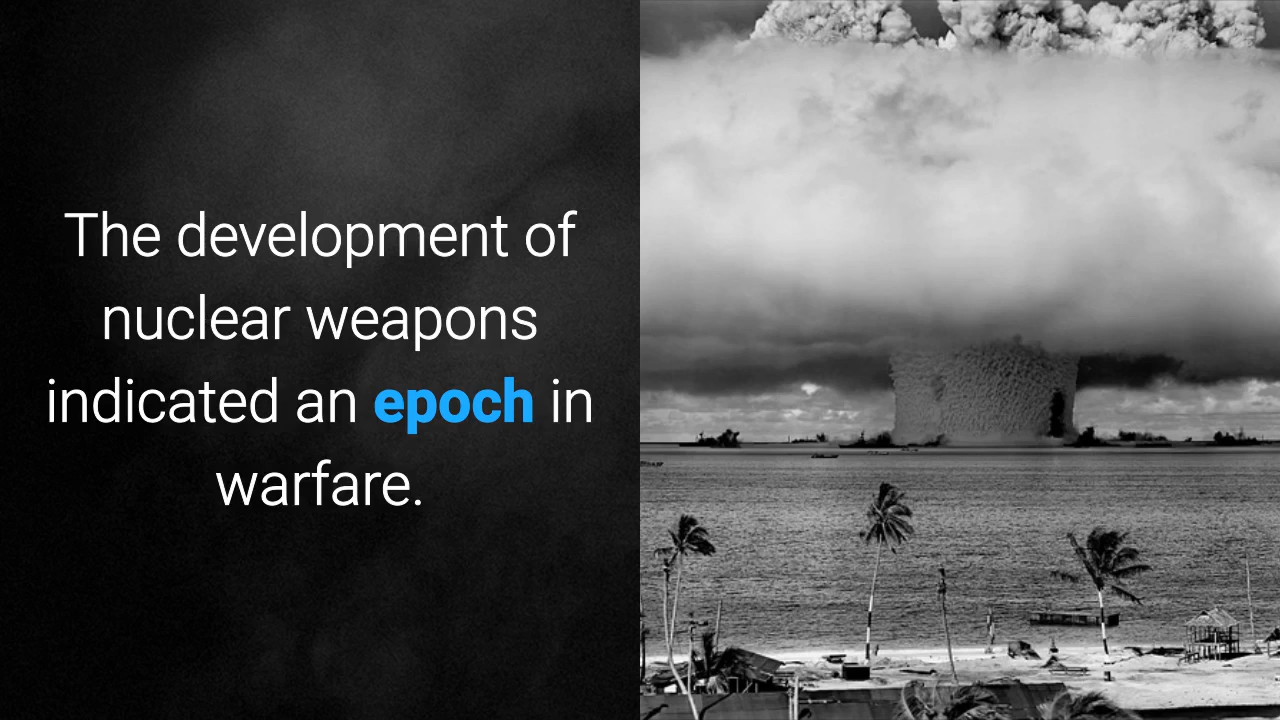 The development of
nuclear weapons
indicated an epoch in
warfare.